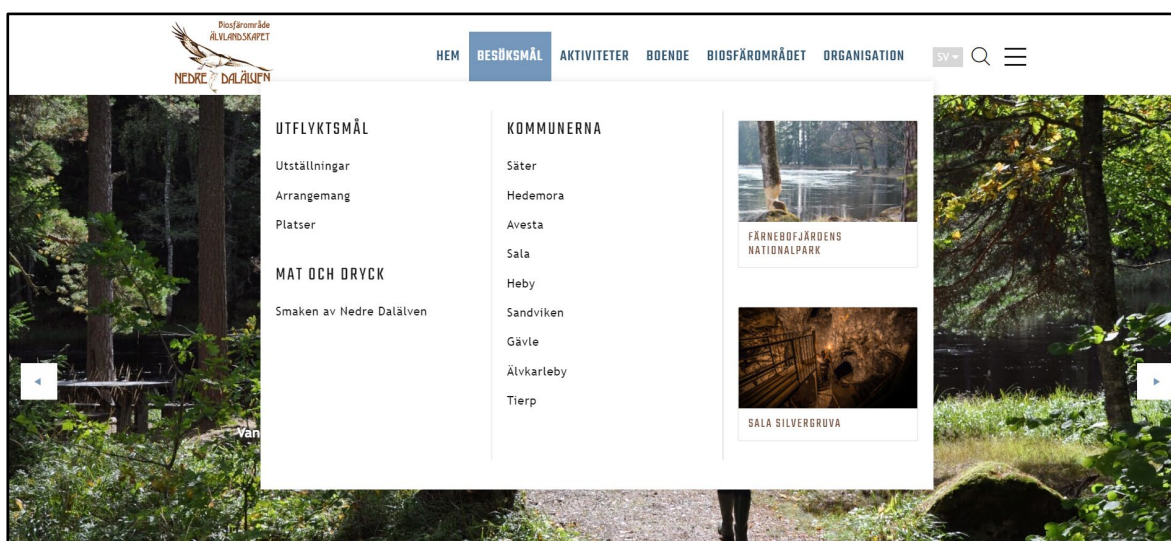 Biosfärområde
ÄLVLANDSKAPET
NEDRE DALÄLVEN
HEM BESÖKSMÅL AKTIVITETER BOENDE BIOSFÄROMRÅDET ORGANISATION SV
UTFLYKTSMÅL
Utställningar
Arrangemang
Platser
MAT OCH DRYCK
Smaken av Nedre Dalälven
KOMMUNERNA
Säter
Hedemora
Avesta
Sala
Heby
Sandviken
Gävle
Älvkarleby
Tierp
FÄRNEBOFJÄRDENS
NATIONALPARK
SALA SILVERGRUVA
Van